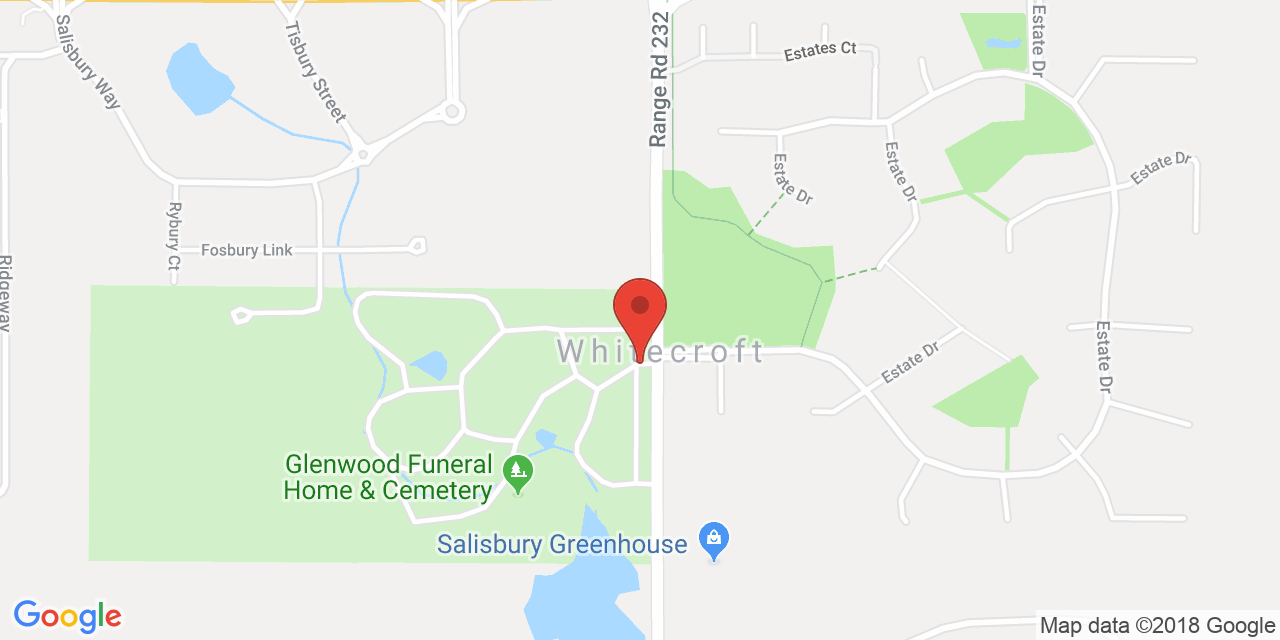 Salisbury Way
Tisbury Street
Range Rd 232
Estates Ct
Estate Dr
Estate Dr
Estate Dr
Estate Dr
Rybury Ct
Fosbury Link
Ridgeway
Whitecroft
Estate Dr
Estate Dr
Glenwood Funeral
Home & Cemetery
Salisbury Greenhouse
Google
Map data ©2018 Google